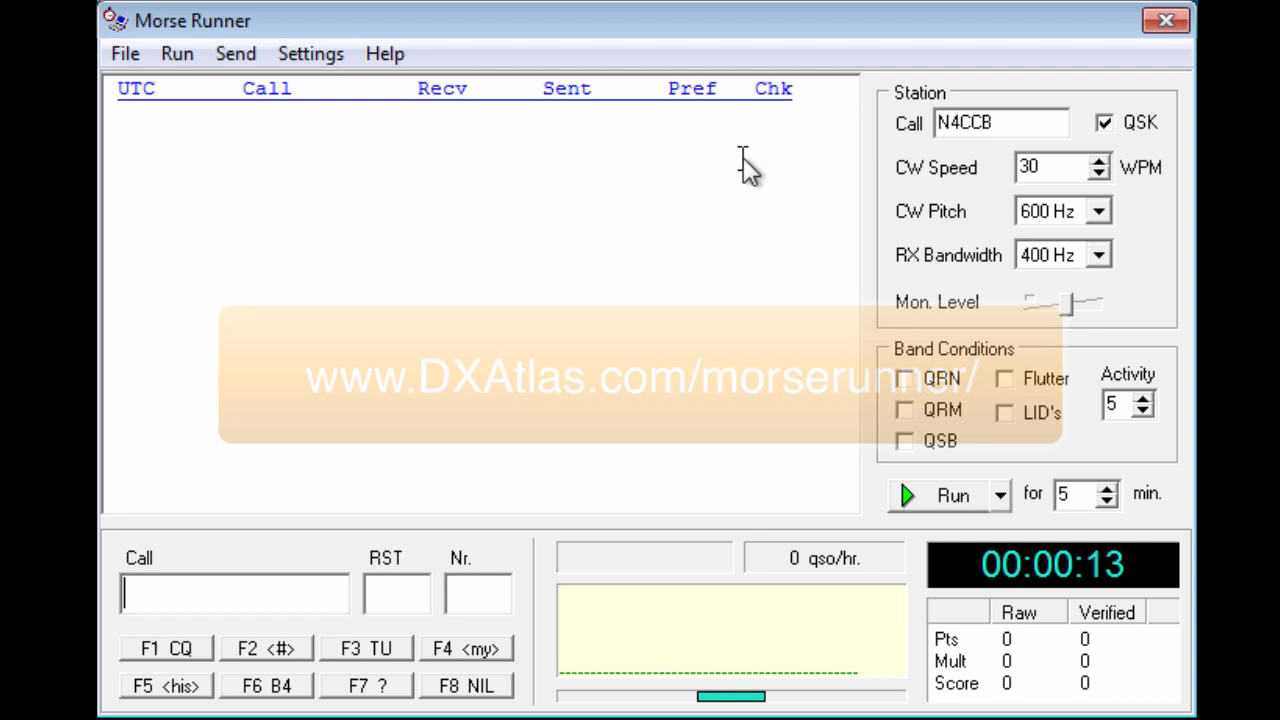 Morse Runner
File Run Send Settings Help
UTC Call Recv Sent Pref Chk
Station
Call N4CCB QSK
CW Speed 30 WPM
CW Pitch 600 Hz
RX Bandwidth 400 Hz
Mon. Level
www.DXAtlas.com/morserunner/
Band Conditions
QRN Flutter Activity
QRM LID's 5
QSB
Run for 5 min.
Call RST Nr.
F1 CQ F2 <#> F3 TU F4 <my>
F5 <his> F6 B4 F7 ? F8 NIL
0 qso/hr.
00:00:13
Raw Verified
Pts 0 0
Mult 0 0
Score 0 0